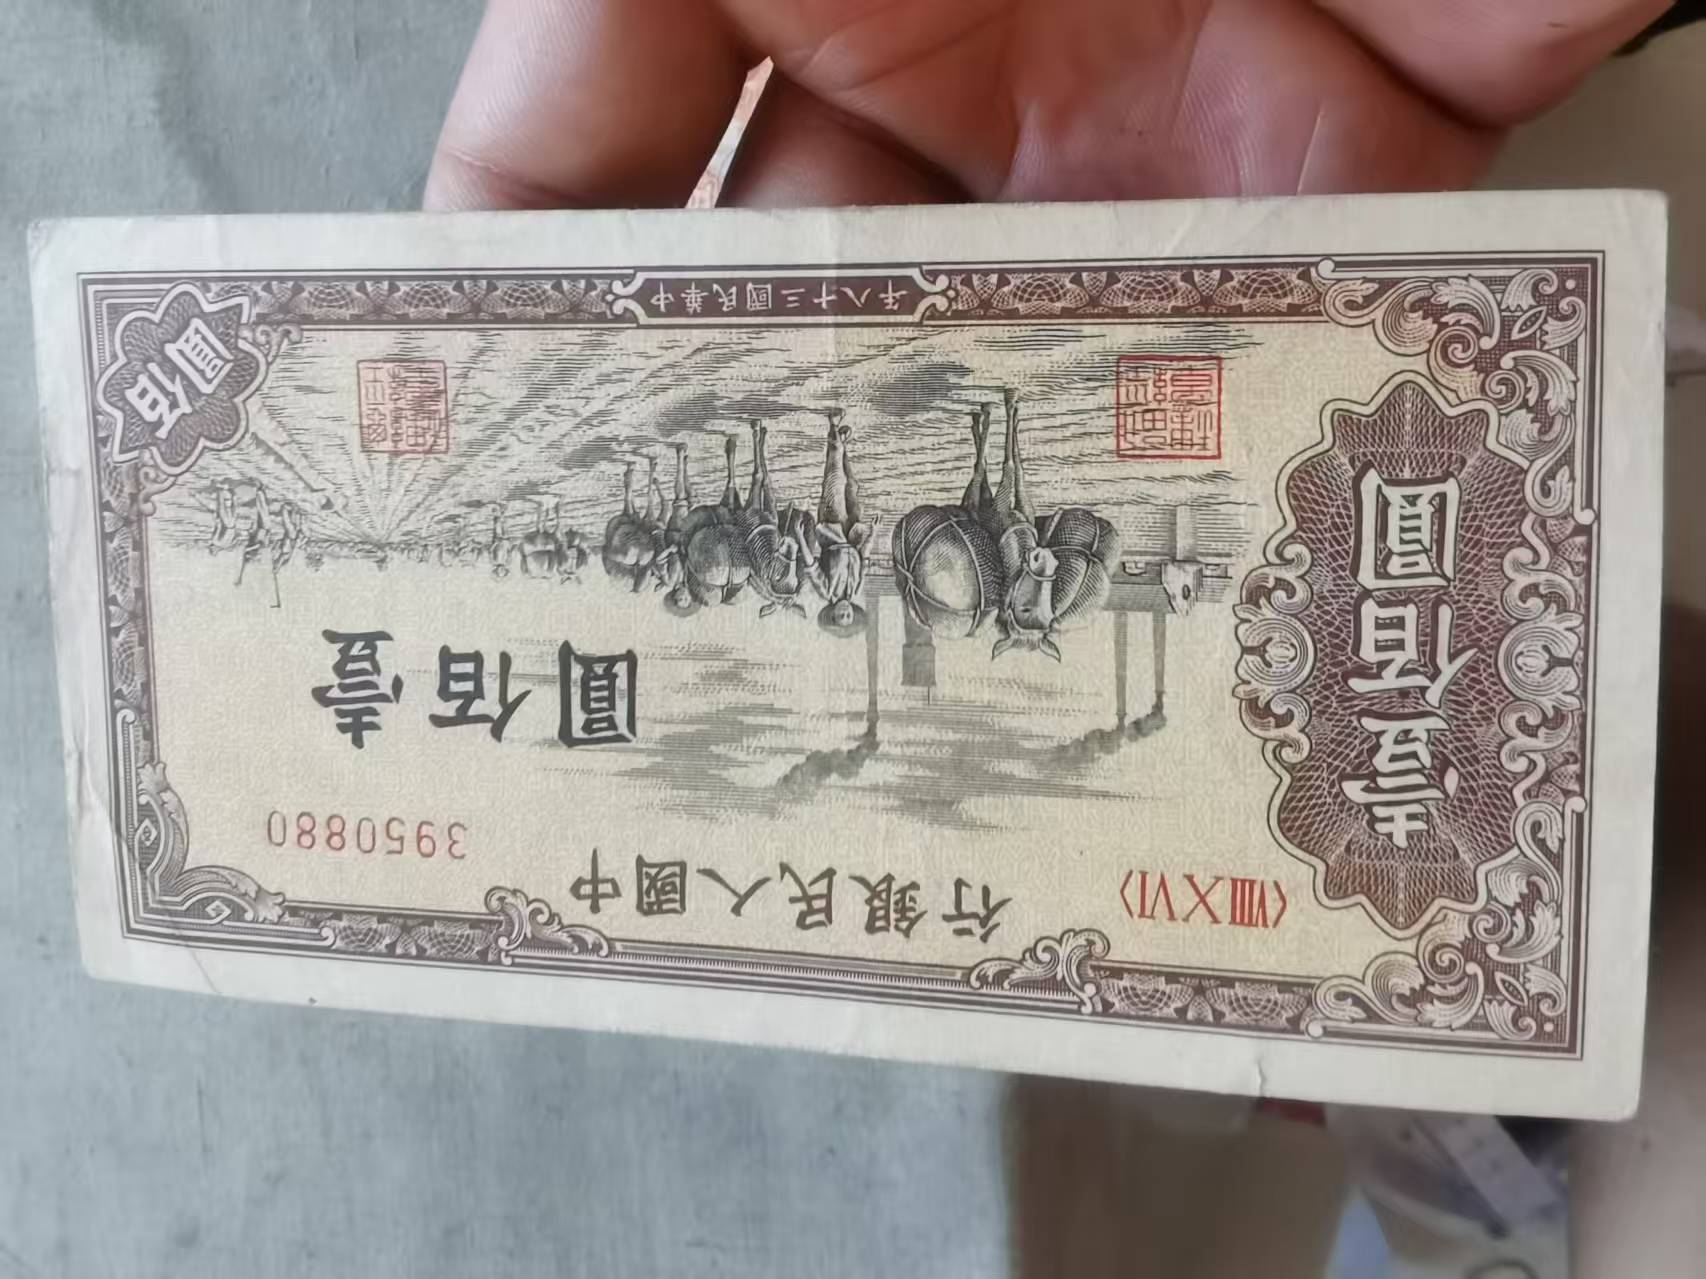 〈VIII X VI〉
中國人民銀行
3950880
壹佰圓
壹佰圓
佰圓
中華民國三十八年